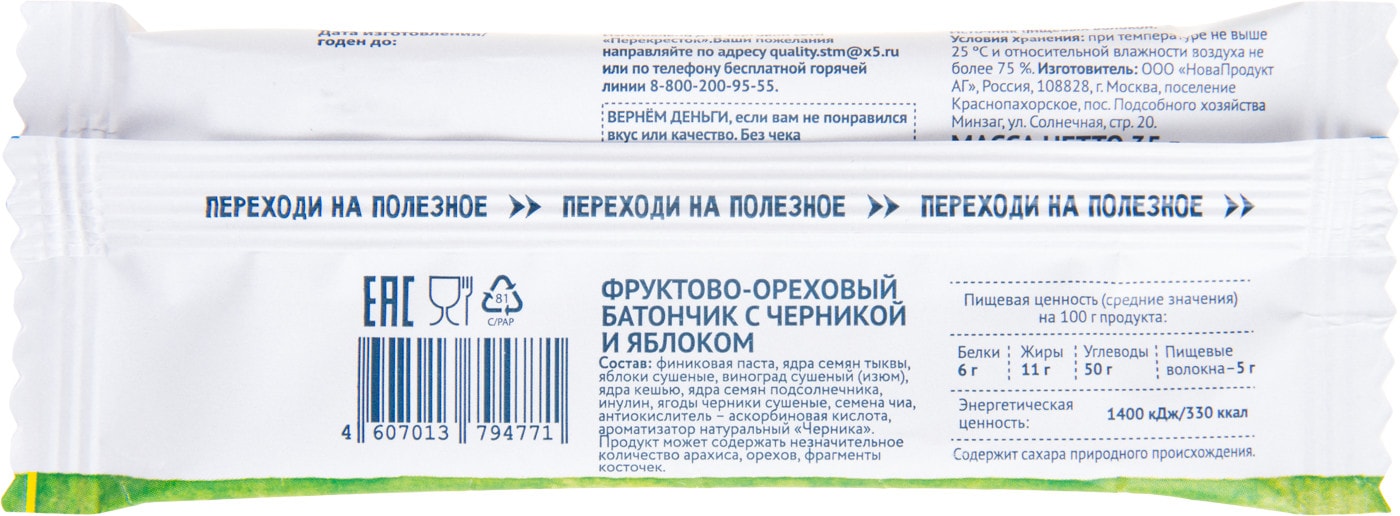 Дата изготовления/
годен до:
«Перекресток». Ваши пожелания
направляйте по адресу quality.stm@x5.ru
или по телефону бесплатной горячей
линии 8-800-200-95-55.
ВЕРНЁМ ДЕНЬГИ, если вам не понравился
вкус или качество. Без чека
Условия хранения: при температуре не выше
25 °С и относительной влажности воздуха не
более 75 %. Изготовитель: ООО «НоваПродукт
АГ», Россия, 108828, г. Москва, поселение
Краснопахорское, пос. Подсобного хозяйства
Минзаг, ул. Солнечная, стр. 20.
МАССА НЕТТО 35
ПЕРЕХОДИ НА ПОЛЕЗНОЕ >> ПЕРЕХОДИ НА ПОЛЕЗНОЕ >> ПЕРЕХОДИ НА ПОЛЕЗНОЕ >>
EAC
81
C/PAP
4 607013 794771
ФРУКТОВО-ОРЕХОВЫЙ
БАТОНЧИК С ЧЕРНИКОЙ
И ЯБЛОКОМ
Состав: финиковая паста, ядра семян тыквы,
яблоки сушеные, виноград сушеный (изюм),
ядра кешью, ядра семян подсолнечника,
инулин, ягоды черники сушеные, семена чиа,
антиокислитель – аскорбиновая кислота,
ароматизатор натуральный «Черника».
Продукт может содержать незначительное
количество арахиса, орехов, фрагменты
косточек.
Пищевая ценность (средние значения)
на 100 г продукта:
Белки Жиры Углеводы Пищевые
6 г 11 г 50 г волокна – 5 г
Энергетическая
ценность: 1400 кДж/330 ккал
Содержит сахара природного происхождения.